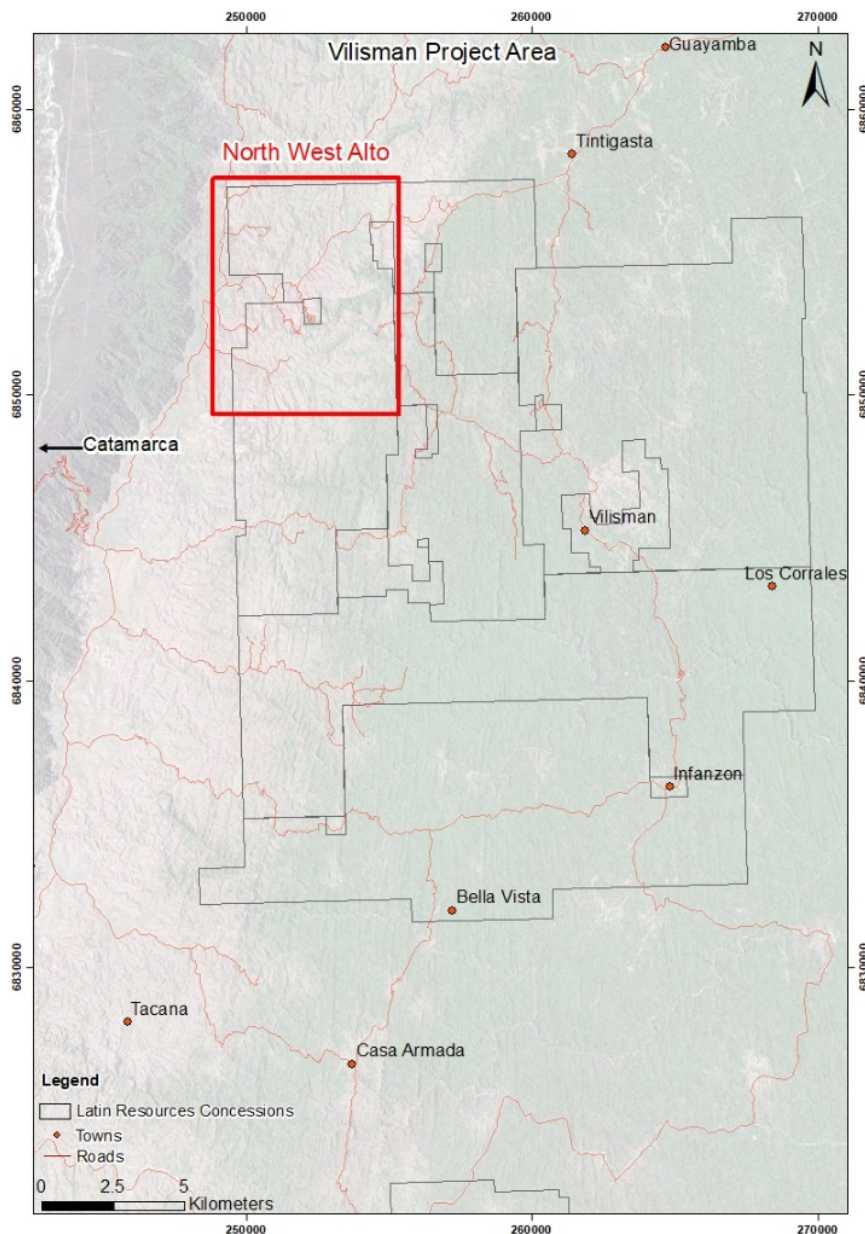 250000
260000
270000
Vilisman Project Area
Guayamba
N
6860000
6860000
Tintigasta
North West Alto
6850000
6850000
Catamarca
Vilisman
Los Corrales
6840000
6840000
Infanzon
Bella Vista
6830000
6830000
Tacana
Casa Armada
Legend
Latin Resources Concessions
Towns
Roads
0 2.5 5
Kilometers
250000
260000
270000